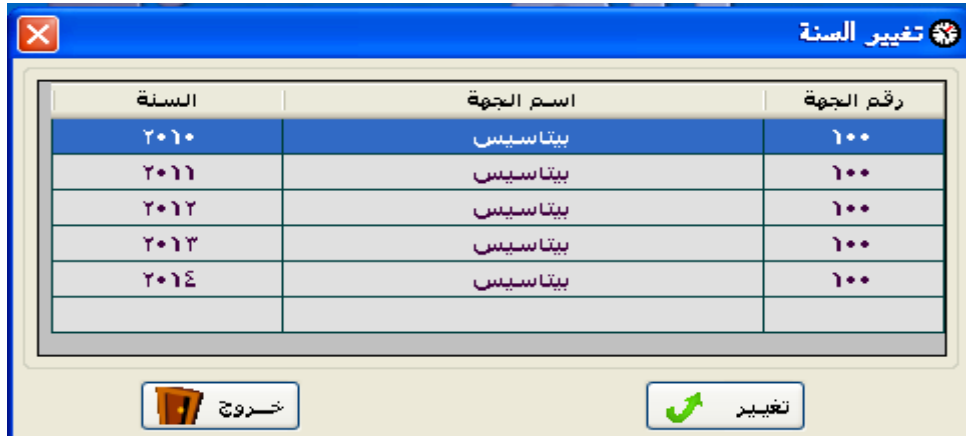 تغيير السنة
رقم الجهة اسم الجهة السنة
١٠٠ بيتاسيس ٢٠١٠
١٠٠ بيتاسيس ٢٠١١
١٠٠ بيتاسيس ٢٠١٢
١٠٠ بيتاسيس ٢٠١٣
١٠٠ بيتاسيس ٢٠١٤
تغيير خــروج